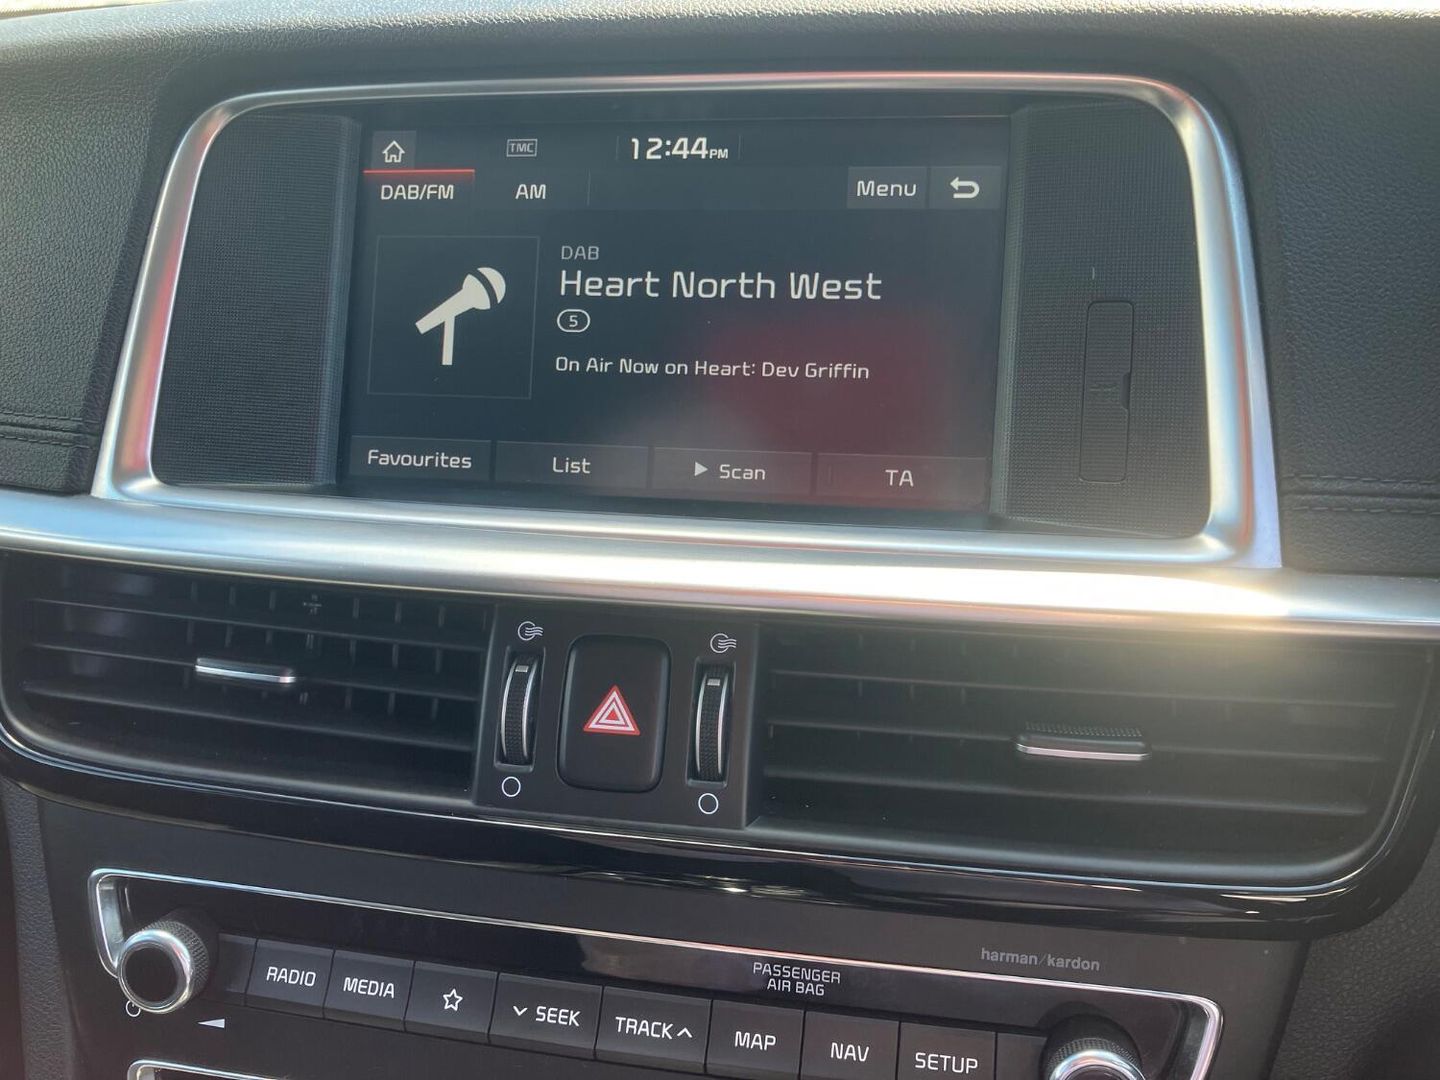 TMC
12:44PM
DAB/FM
AM
Menu
DAB
Heart North West
5
On Air Now on Heart: Dev Griffin
Favourites
List
Scan
TA
harman/kardon
PASSENGER
AIR BAG
RADIO
MEDIA
SEEK
TRACK
MAP
NAV
SETUP